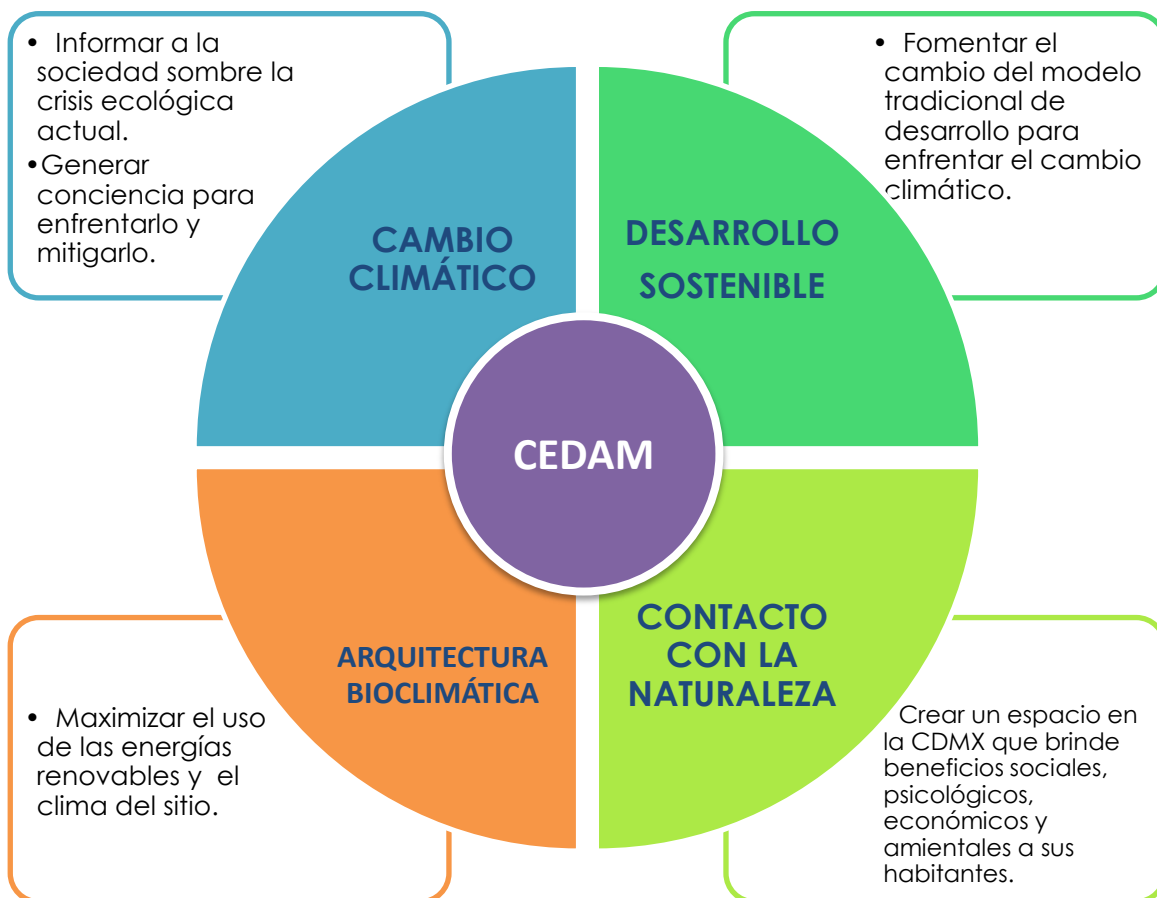 • Informar a la
sociedad sombre la
crisis ecológica
actual.
•Generar
conciencia para
enfrentarlo y
mitigarlo.
• Fomentar el
cambio del modelo
tradicional de
desarrollo para
enfrentar el cambio
climático.
CAMBIO
CLIMÁTICO
DESARROLLO
SOSTENIBLE
CEDAM
ARQUITECTURA
BIOCLIMÁTICA
CONTACTO
CON LA
NATURALEZA
• Maximizar el uso
de las energías
renovables y el
clima del sitio.
Crear un espacio en
la CDMX que brinde
beneficios sociales,
psicológicos,
económicos y
amientales a sus
habitantes.